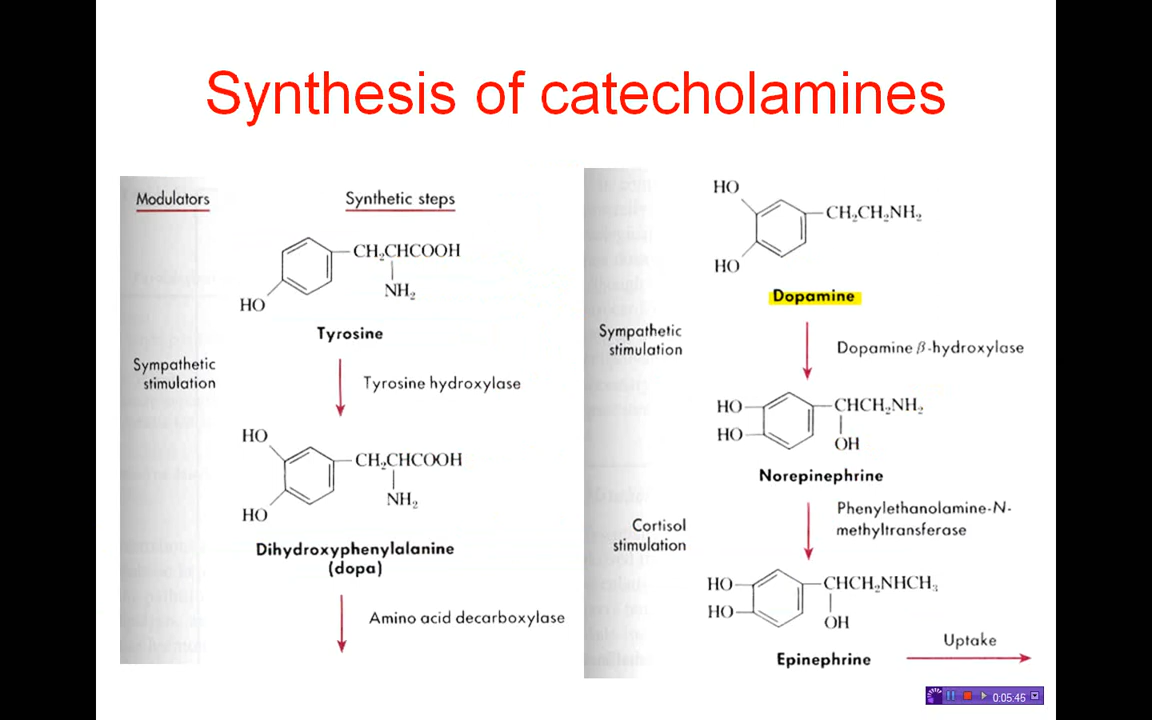 Synthesis of catecholamines
Modulators
Synthetic steps
CH₂CHCOOH
NH₂
HO
Tyrosine
Sympathetic
stimulation
Tyrosine hydroxylase
HO
CH₂CHCOOH
NH₂
HO
Dihydroxyphenylalanine
(dopa)
Amino acid decarboxylase
HO
CH₂CH₂NH₂
HO
Dopamine
Sympathetic
stimulation
Dopamine β-hydroxylase
HO
CHCH₂NH₂
HO
OH
Norepinephrine
Phenylethanolamine-N-
methyltransferase
Cortisol
stimulation
HO
CHCH₂NHCH₃
HO
OH
Epinephrine
Uptake
0:05:46